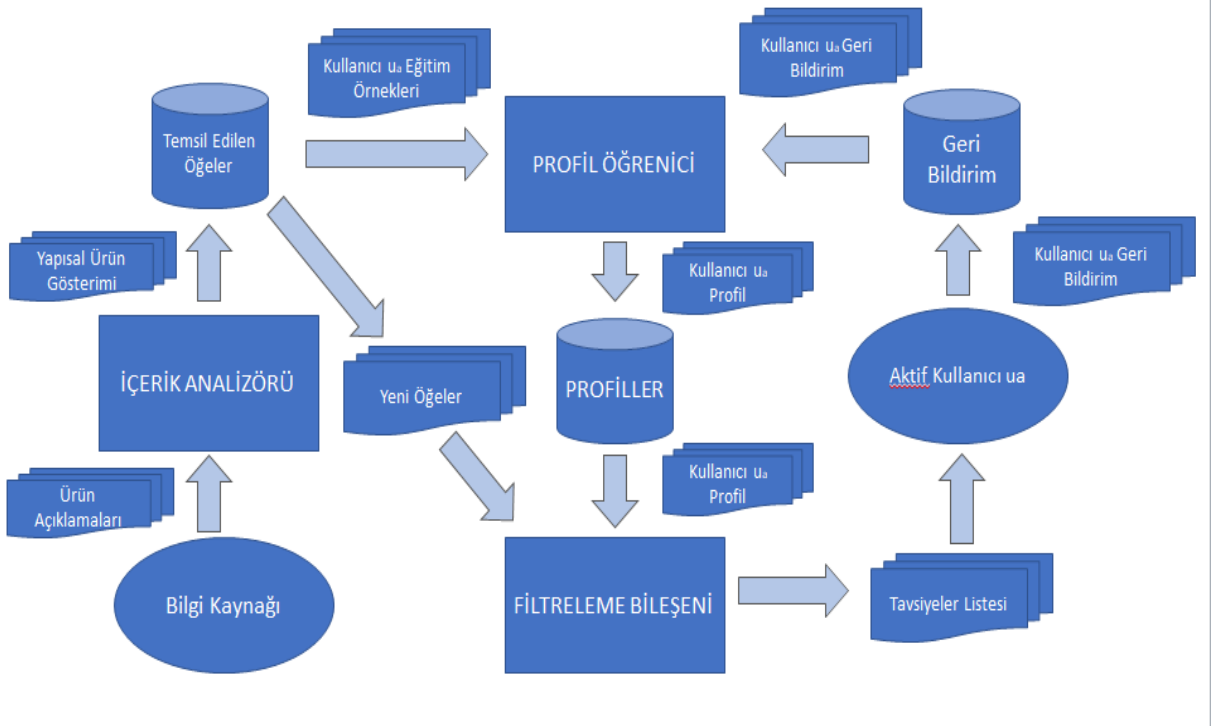 Kullanıcı uₐ Eğitim
Örnekleri
Kullanıcı uₐ Geri
Bildirim
Temsil Edilen
Öğeler
PROFİL ÖĞRENİCİ
Geri
Bildirim
Yapısal Ürün
Gösterimi
Kullanıcı uₐ
Profil
Kullanıcı uₐ Geri
Bildirim
İÇERİK ANALİZÖRÜ
Yeni Öğeler
PROFİLLER
Aktif Kullanıcı ua
Ürün
Açıklamaları
Kullanıcı uₐ
Profil
Bilgi Kaynağı
FİLTRELEME BİLEŞENİ
Tavsiyeler Listesi